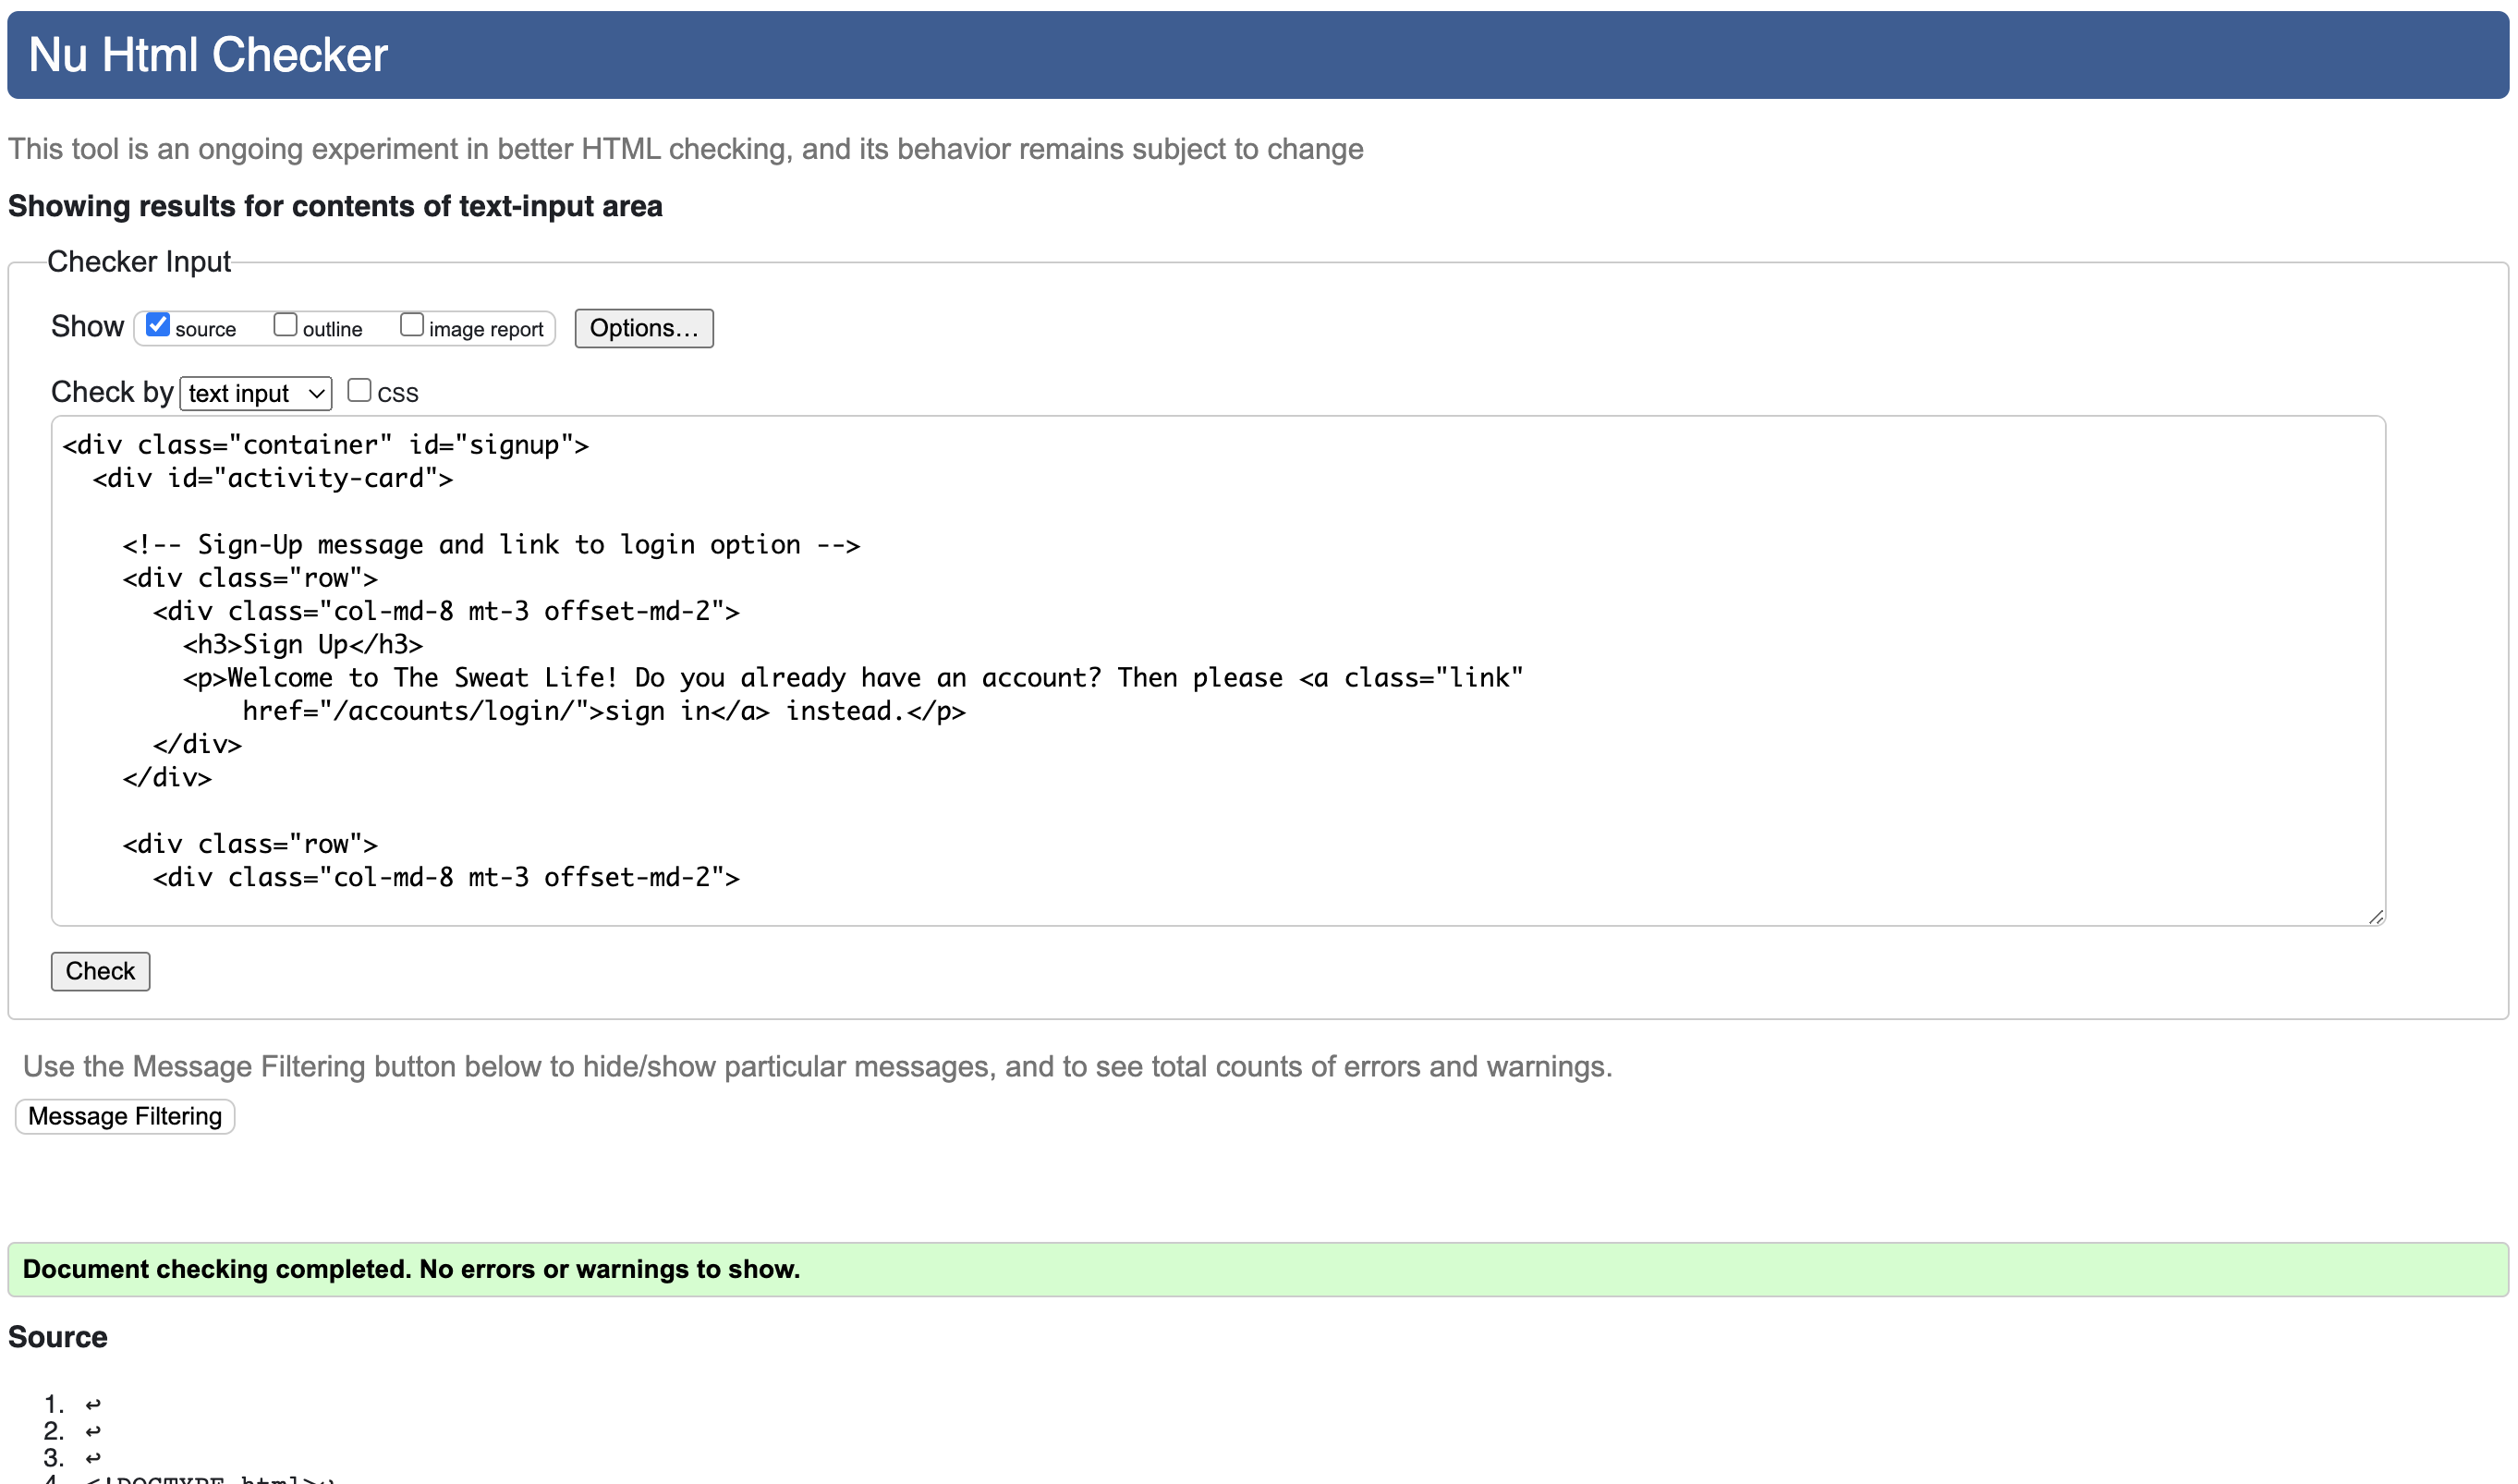 Nu Html Checker
This tool is an ongoing experiment in better HTML checking, and its behavior remains subject to change
Showing results for contents of text-input area
Checker Input
Show source outline image report Options...
Check by text input CSS
<div class="container" id="signup">
  <div id="activity-card">

    <!-- Sign-Up message and link to login option -->
    <div class="row">
      <div class="col-md-8 mt-3 offset-md-2">
        <h3>Sign Up</h3>
        <p>Welcome to The Sweat Life! Do you already have an account? Then please <a class="link"
            href="/accounts/login/">sign in</a> instead.</p>
      </div>
    </div>

    <div class="row">
      <div class="col-md-8 mt-3 offset-md-2">
Check
Use the Message Filtering button below to hide/show particular messages, and to see total counts of errors and warnings.
Message Filtering
Document checking completed. No errors or warnings to show.
Source
1. ↩
2. ↩
3. ↩
4. <!DOCTYPE html>↩